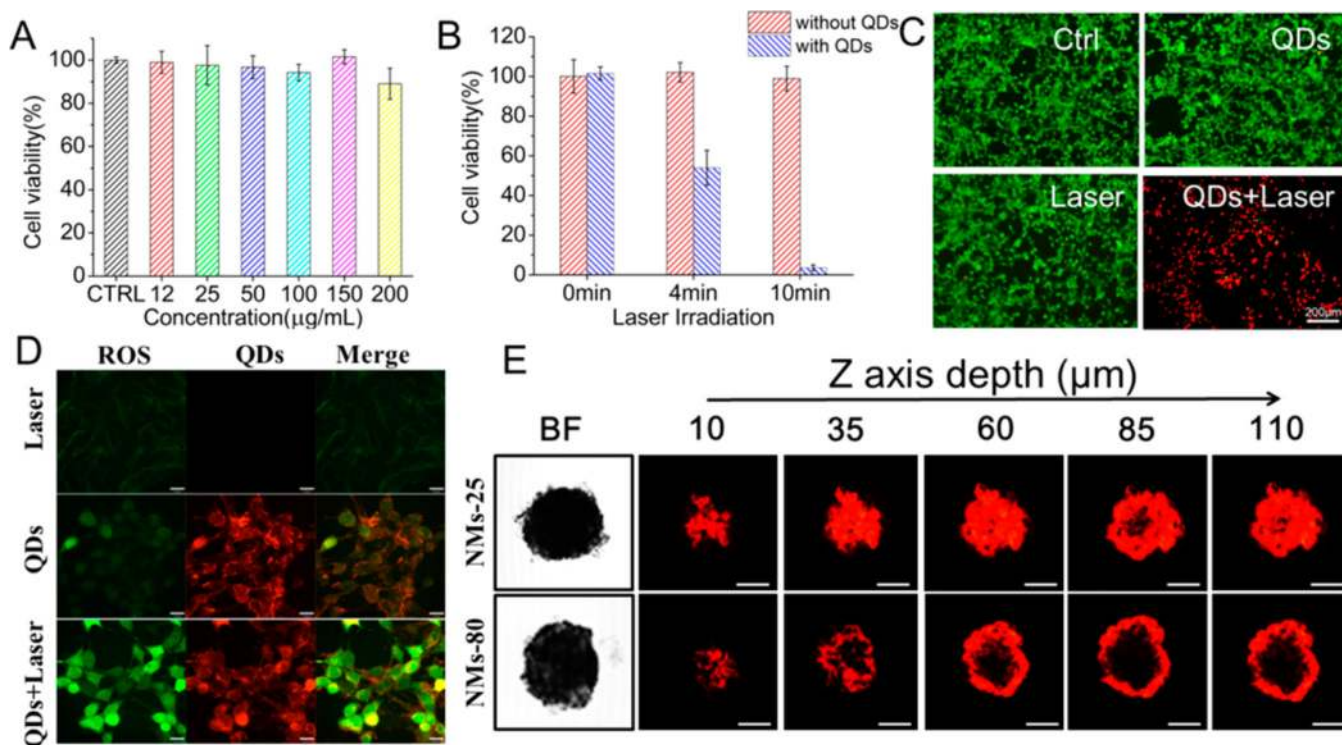 A
Cell viability(%)
100
80
60
40
20
0
CTRL 12 25 50 100 150 200
Concentration(μg/mL)
B
without QDs
with QDs
Cell viability(%)
120
100
80
60
40
20
0
0min 4min 10min
Laser Irradiation
C
Ctrl
QDs
Laser
QDs+Laser
200μm
D
ROS QDs Merge
Laser
QDs
QDs+Laser
E
Z axis depth (μm)
BF 10 35 60 85 110
NMs-25
NMs-80